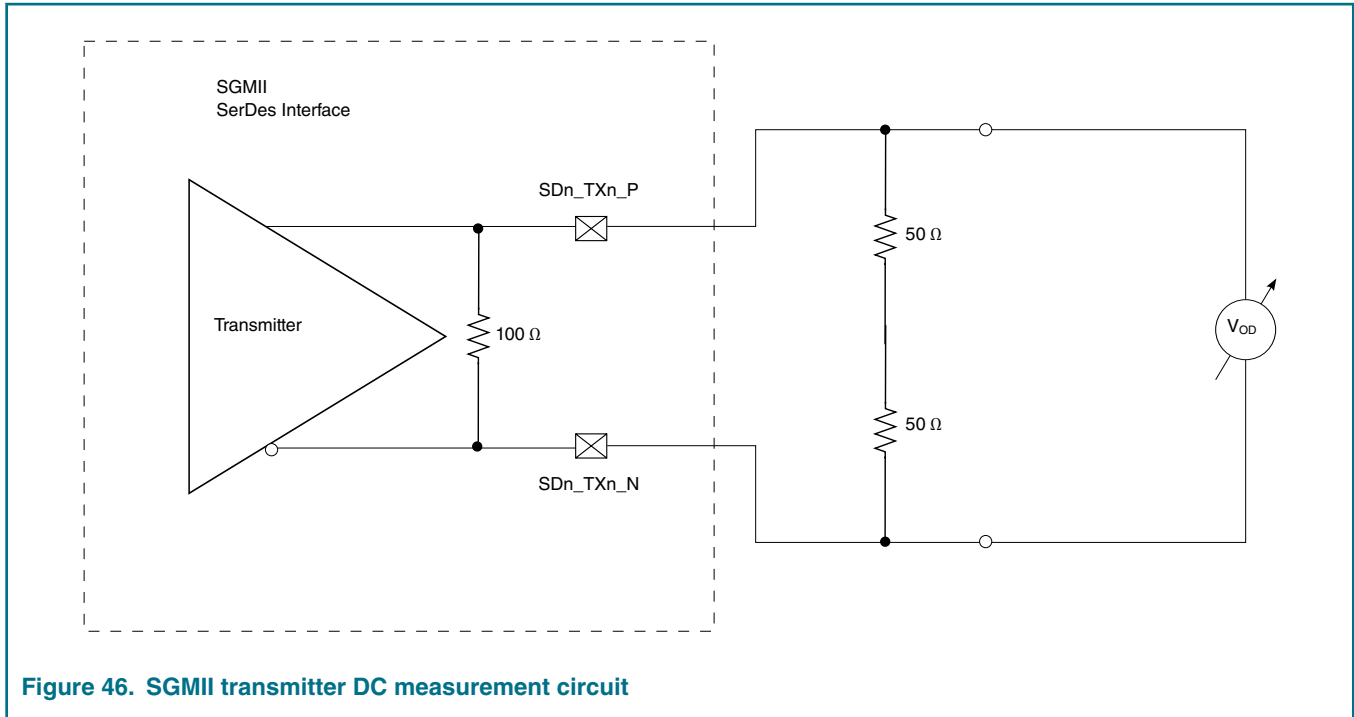 SGMII
SerDes Interface
SDn_TXn_P
50 Ω
Transmitter
100 Ω
VOD
50 Ω
SDn_TXn_N
Figure 46. SGMII transmitter DC measurement circuit